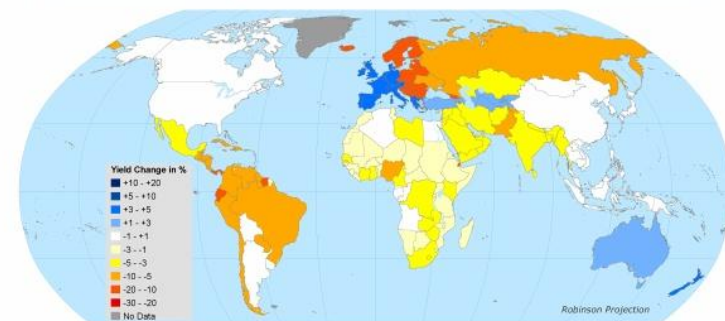 Yield Change in %
+10 - +20
+5 - +10
+3 - +5
+1 - +3
-1 - +1
-3 - -1
-5 - -3
-10 - -5
-20 - -10
-30 - -20
No Data
Robinson Projection